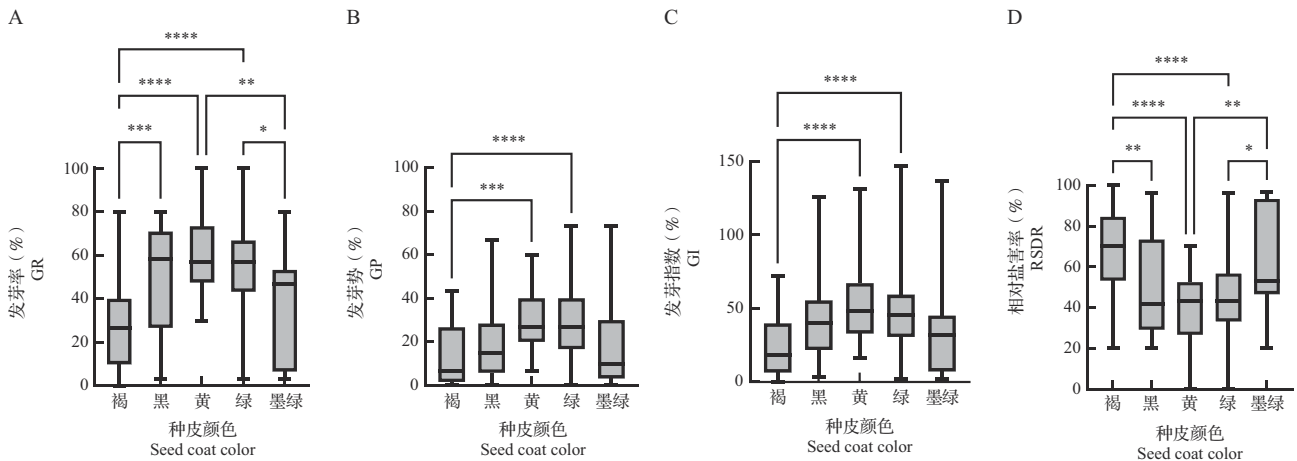 A
****
****
**
***
*
100
80
60
40
20
0
发芽率（%）
GR
褐
黑
黄
绿
墨绿
种皮颜色
Seed coat color
B
****
***
100
80
60
40
20
0
发芽势（%）
GP
褐
黑
黄
绿
墨绿
种皮颜色
Seed coat color
C
****
****
150
100
50
0
发芽指数（%）
GI
褐
黑
黄
绿
墨绿
种皮颜色
Seed coat color
D
****
****
**
**
*
100
80
60
40
20
0
相对盐害率（%）
RSDR
褐
黑
黄
绿
墨绿
种皮颜色
Seed coat color